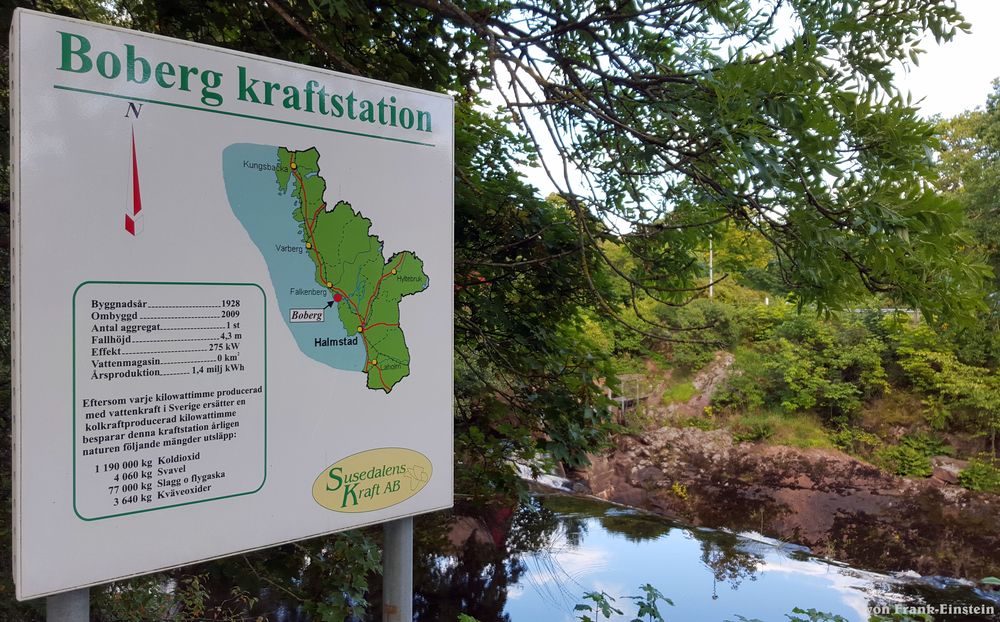 Boberg kraftstation
N
Kungsbacka
Varberg
Hyltebruk
Falkenberg
Boberg
Halmstad
Laholm
Byggnadsår 1928
Ombyggd 2009
Antal aggregat 1 st
Fallhöjd 4,3 m
Effekt 275 kW
Vattenmagasin 0 km²
Årsproduktion 1,4 milj kWh
Eftersom varje kilowattimme producerad
med vattenkraft i Sverige ersätter en
kolkraftproducerad kilowattimme
besparar denna kraftstation årligen
naturen följande mängder utsläpp:
1 190 000 kg Koldioxid
4 060 kg Svavel
77 000 kg Slagg o flygaska
3 640 kg Kväveoxider
Susedalens
Kraft AB
von Frank-Einstein